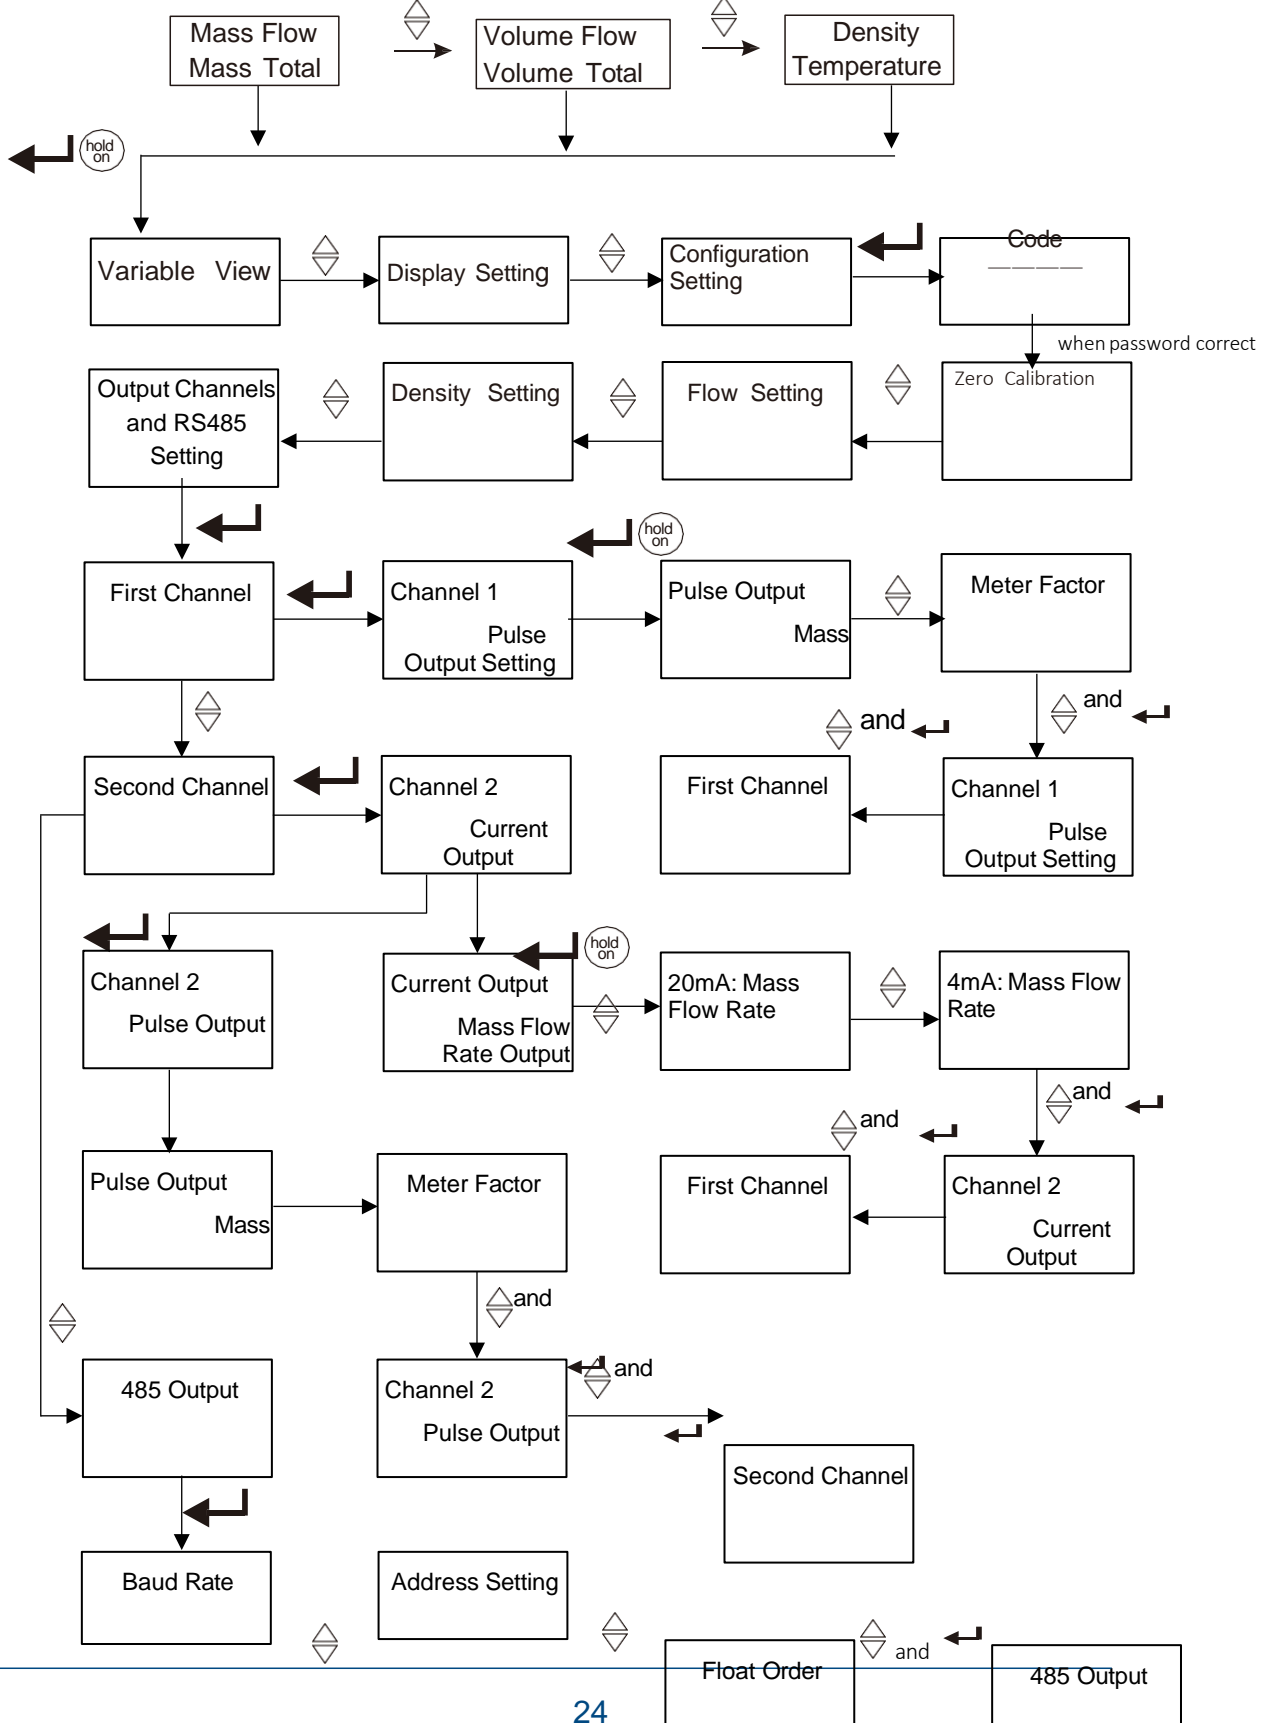 Mass Flow
Mass Total
Volume Flow
Volume Total
Density
Temperature
hold
on
Variable View
Display Setting
Configuration
Setting
Code
—————
when password correct
Output Channels
and RS485
Setting
Density Setting
Flow Setting
Zero Calibration
hold
on
First Channel
Channel 1
Pulse
Output Setting
Pulse Output
Mass
Meter Factor
and
and
Second Channel
Channel 2
Current
Output
First Channel
Channel 1
Pulse
Output Setting
hold
on
Channel 2
Pulse Output
Current Output
Mass Flow
Rate Output
20mA: Mass
Flow Rate
4mA: Mass Flow
Rate
and
and
Pulse Output
Mass
Meter Factor
First Channel
Channel 2
Current
Output
and
and
485 Output
Channel 2
Pulse Output
Second Channel
Baud Rate
Address Setting
and
Float Order
485 Output
24